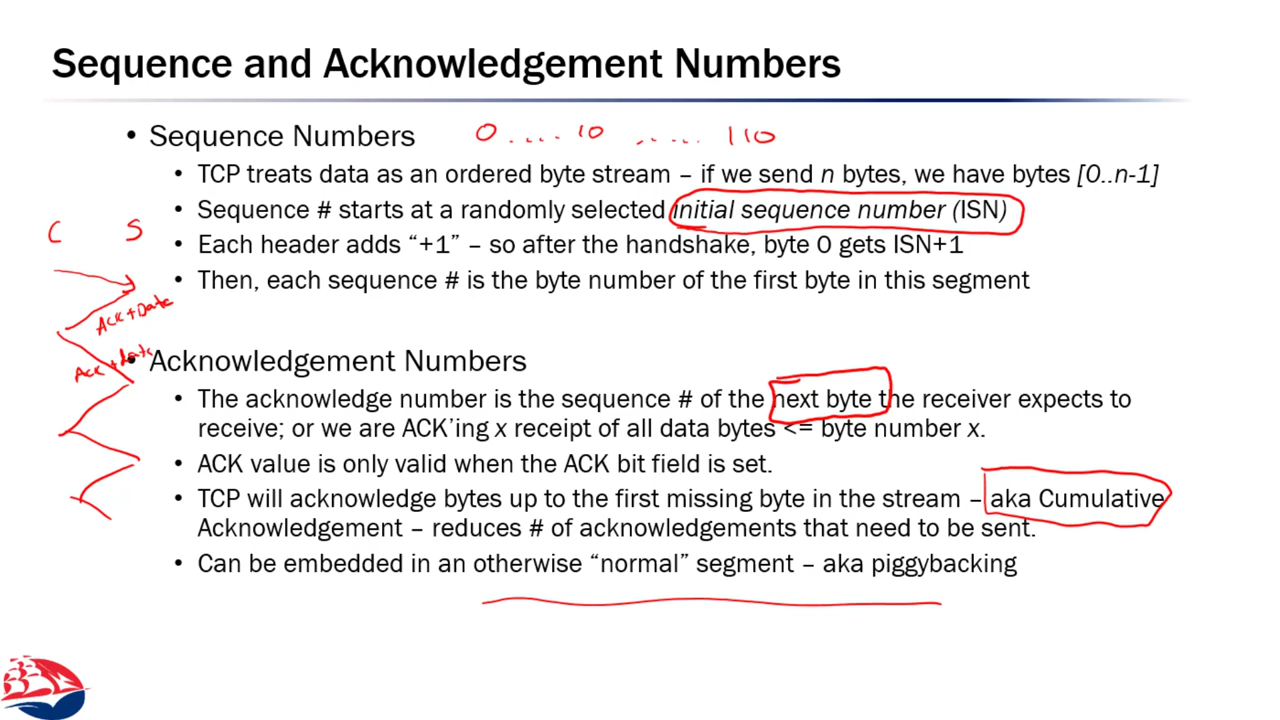 Sequence and Acknowledgement Numbers
• Sequence Numbers 0 .... 10 ...... 110
• TCP treats data as an ordered byte stream – if we send n bytes, we have bytes [0..n-1]
• Sequence # starts at a randomly selected initial sequence number (ISN)
C S
• Each header adds “+1” – so after the handshake, byte 0 gets ISN+1
• Then, each sequence # is the byte number of the first byte in this segment
ACK+Data
• Acknowledgement Numbers
Ack + data
• The acknowledge number is the sequence # of the next byte the receiver expects to
receive; or we are ACK’ing x receipt of all data bytes <= byte number x.
• ACK value is only valid when the ACK bit field is set.
• TCP will acknowledge bytes up to the first missing byte in the stream – aka Cumulative
Acknowledgement – reduces # of acknowledgements that need to be sent.
• Can be embedded in an otherwise “normal” segment – aka piggybacking